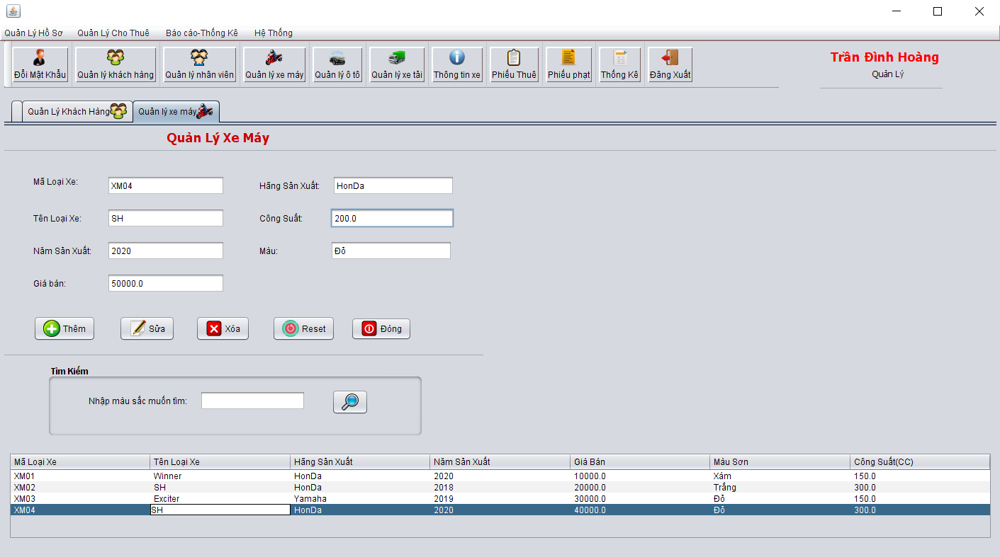 Quản Lý Hồ Sơ Quản Lý Cho Thuê Báo cáo-Thống Kê Hệ Thống
Đổi Mật Khẩu Quản lý khách hàng Quản lý nhân viên Quản lý xe máy Quản lý ô tô Quản lý xe tải Thông tin xe Phiếu Thuê Phiếu phạt Thống Kê Đăng Xuất
Trần Đình Hoàng
Quản Lý
Quản Lý Khách Hàng Quản lý xe máy
Quản Lý Xe Máy
Mã Loại Xe: XM04 Hãng Sản Xuất: HonDa
Tên Loại Xe: SH Công Suất: 200.0
Năm Sản Xuất: 2020 Màu: Đỏ
Giá bán: 50000.0
Thêm Sửa Xóa Reset Đóng
Tìm Kiếm
Nhập màu sắc muốn tìm:
Mã Loại Xe Tên Loại Xe Hãng Sản Xuất Năm Sản Xuất Giá Bán Màu Sơn Công Suất(CC)
XM01 Winner HonDa 2020 10000.0 Xám 150.0
XM02 SH HonDa 2018 20000.0 Trắng 300.0
XM03 Exciter Yamaha 2019 30000.0 Đỏ 150.0
XM04 SH HonDa 2020 40000.0 Đỏ 300.0